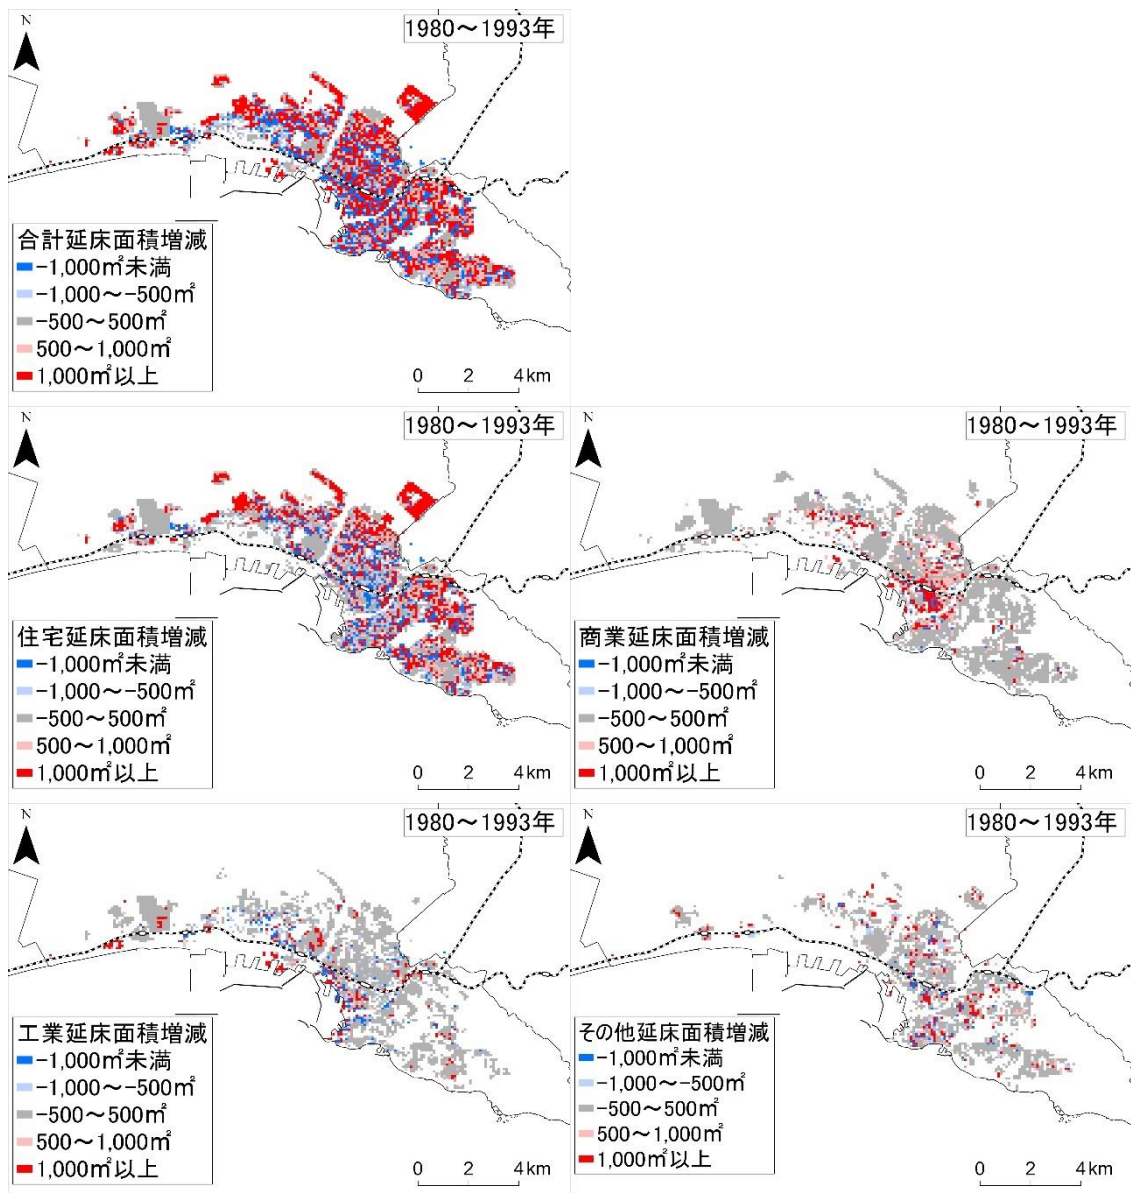 N
1980～1993年
合計延床面積増減
-1,000㎡未満
-1,000～-500㎡
-500～500㎡
500～1,000㎡
1,000㎡以上
0 2 4km
N
1980～1993年
住宅延床面積増減
-1,000㎡未満
-1,000～-500㎡
-500～500㎡
500～1,000㎡
1,000㎡以上
0 2 4km
N
1980～1993年
商業延床面積増減
-1,000㎡未満
-1,000～-500㎡
-500～500㎡
500～1,000㎡
1,000㎡以上
0 2 4km
N
1980～1993年
工業延床面積増減
-1,000㎡未満
-1,000～-500㎡
-500～500㎡
500～1,000㎡
1,000㎡以上
0 2 4km
N
1980～1993年
その他延床面積増減
-1,000㎡未満
-1,000～-500㎡
-500～500㎡
500～1,000㎡
1,000㎡以上
0 2 4km